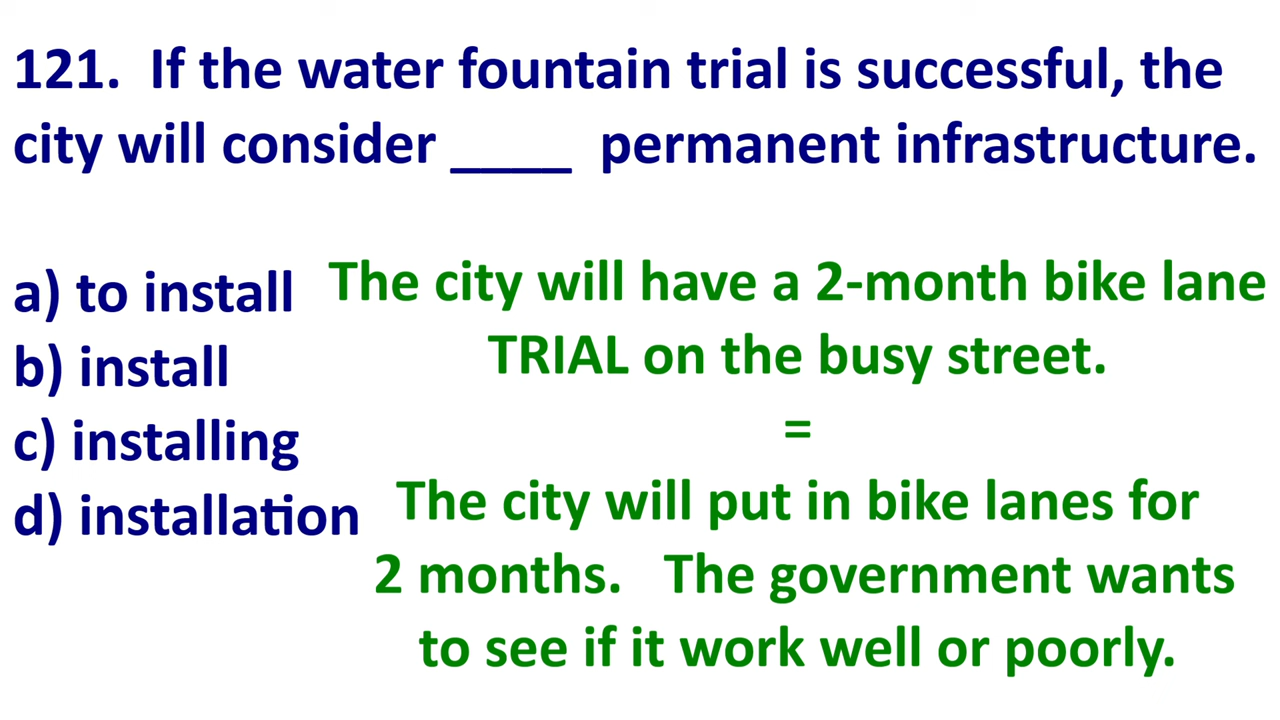 121. If the water fountain trial is successful, the
city will consider ____ permanent infrastructure.
a) to install
b) install
c) installing
d) installation
The city will have a 2-month bike lane
TRIAL on the busy street.
=
The city will put in bike lanes for
2 months. The government wants
to see if it work well or poorly.